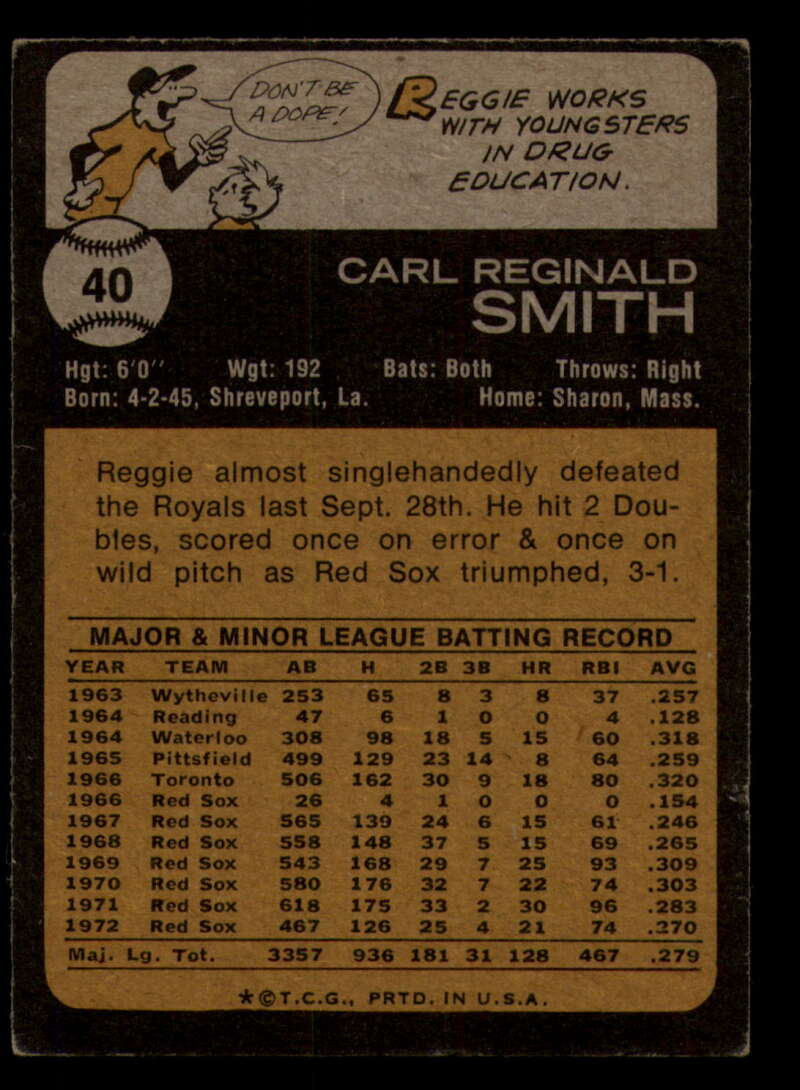 DON'T BE
A DOPE!
REGGIE WORKS
WITH YOUNGSTERS
IN DRUG
EDUCATION.
40
CARL REGINALD
SMITH
Hgt: 6'0" Wgt: 192 Bats: Both Throws: Right
Born: 4-2-45, Shreveport, La. Home: Sharon, Mass.
Reggie almost singlehandedly defeated
the Royals last Sept. 28th. He hit 2 Dou-
bles, scored once on error & once on
wild pitch as Red Sox triumphed, 3-1.
MAJOR & MINOR LEAGUE BATTING RECORD
YEAR TEAM AB H 2B 3B HR RBI AVG
1963 Wytheville 253 65 8 3 8 37 .257
1964 Reading 47 6 1 0 0 4 .128
1964 Waterloo 308 98 18 5 15 60 .318
1965 Pittsfield 499 129 23 14 8 64 .259
1966 Toronto 506 162 30 9 18 80 .320
1966 Red Sox 26 4 1 0 0 0 .154
1967 Red Sox 565 139 24 6 15 61 .246
1968 Red Sox 558 148 37 5 15 69 .265
1969 Red Sox 543 168 29 7 25 93 .309
1970 Red Sox 580 176 32 7 22 74 .303
1971 Red Sox 618 175 33 2 30 96 .283
1972 Red Sox 467 126 25 4 21 74 .270
Maj. Lg. Tot. 3357 936 181 31 128 467 .279
*©T.C.G., PRTD. IN U.S.A.